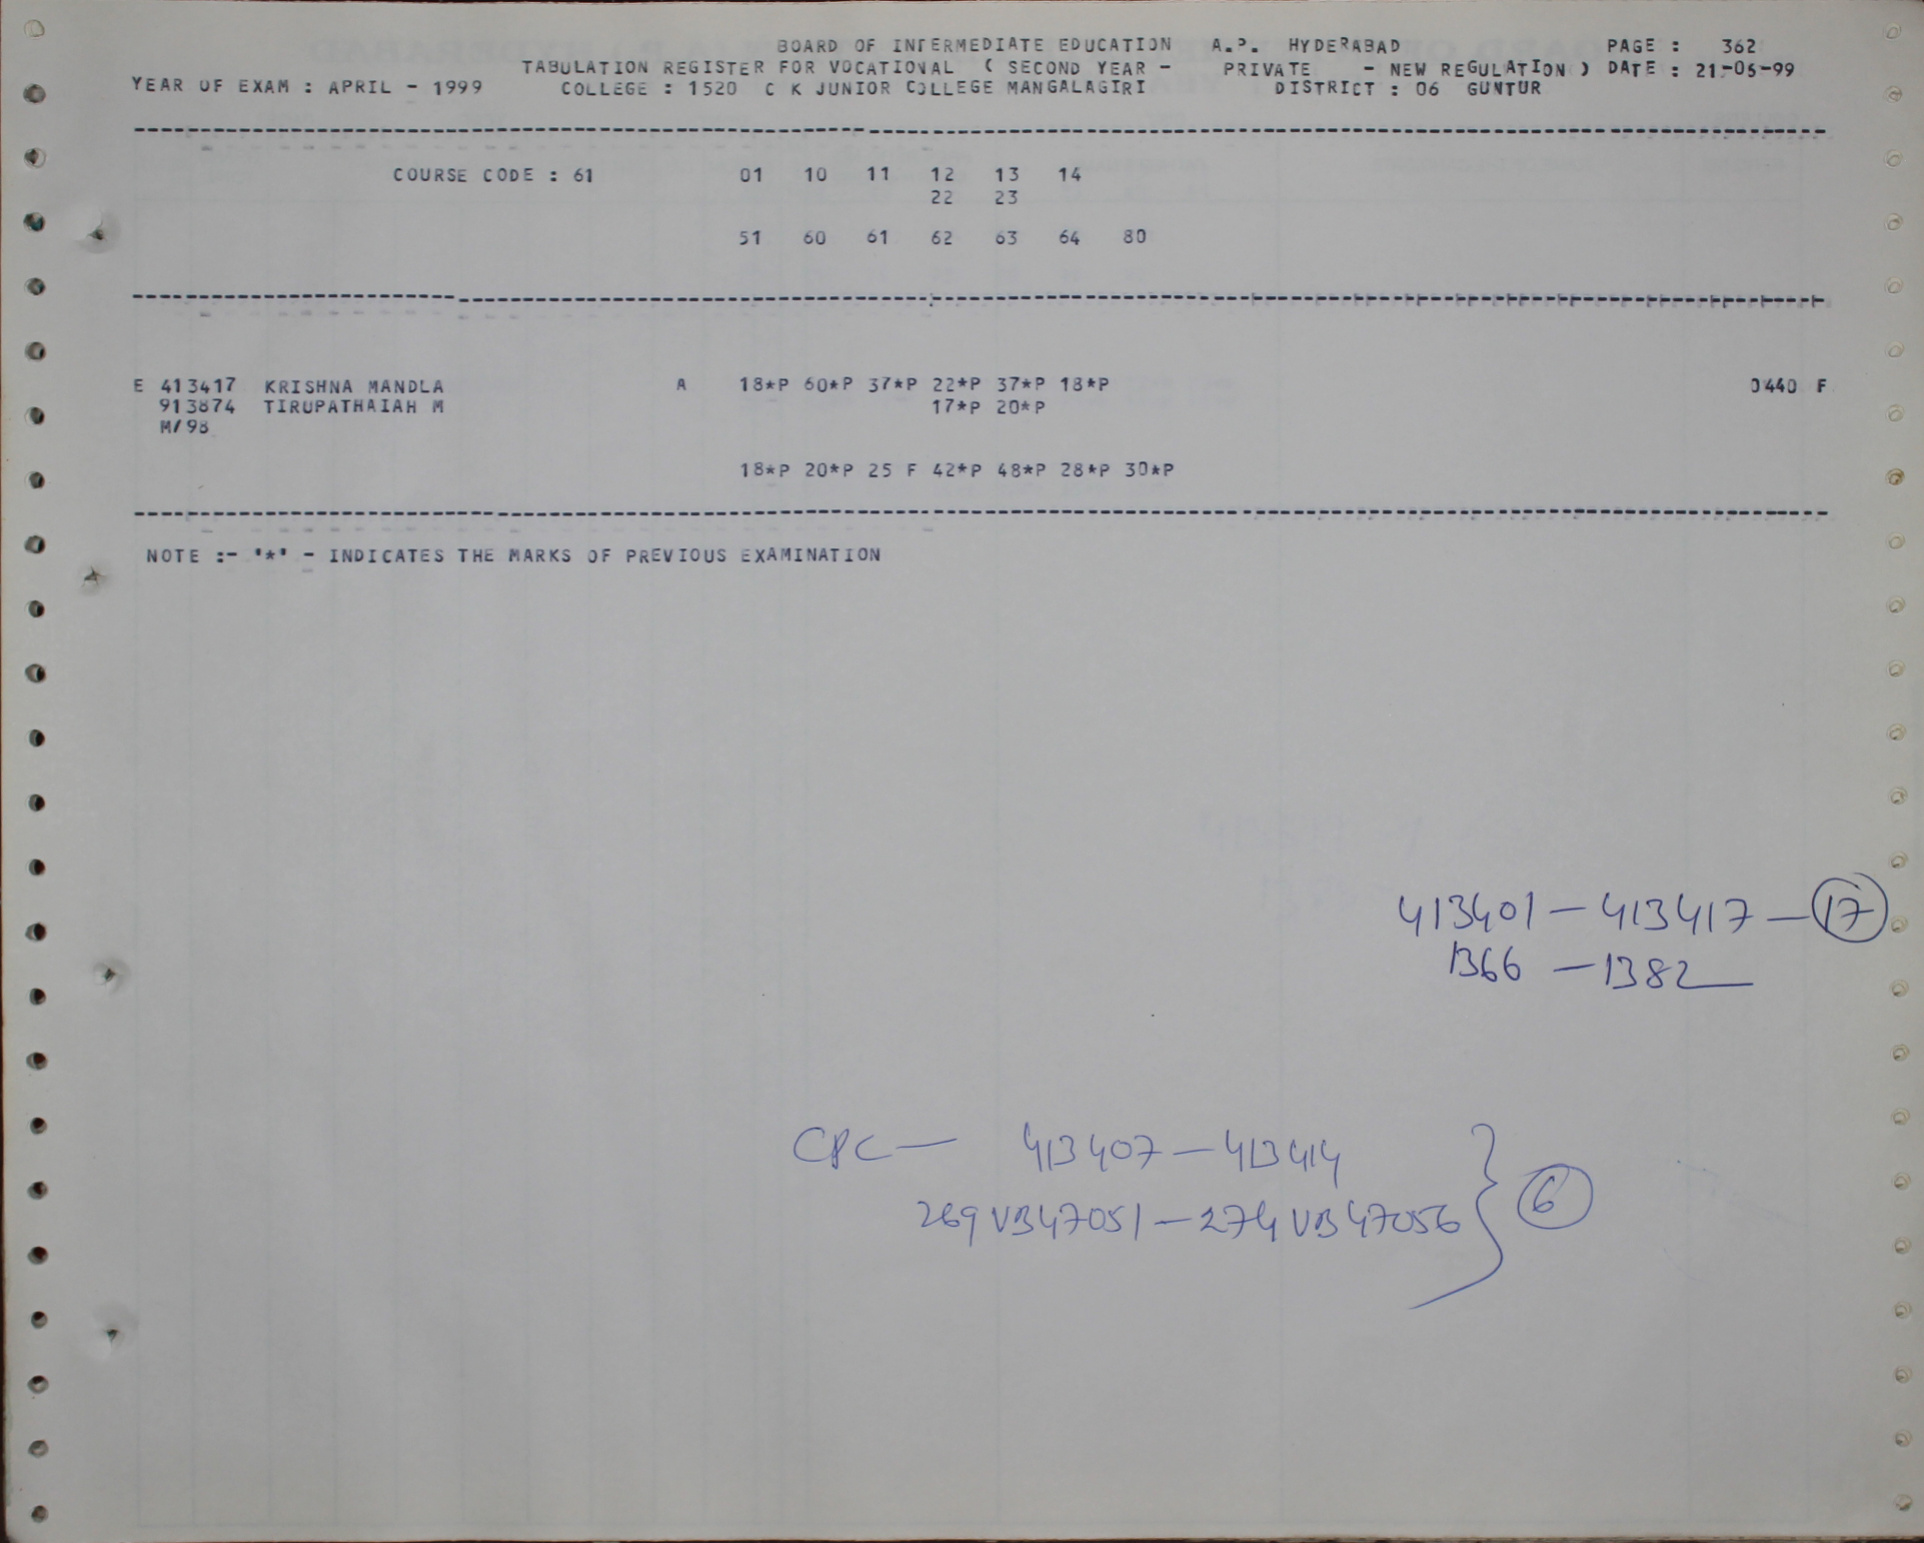 BOARD OF INTERMEDIATE EDUCATION A.P. HYDERABAD PAGE : 362
TABULATION REGISTER FOR VOCATIONAL ( SECOND YEAR - PRIVATE - NEW REGULATION ) DATE : 21-06-99
YEAR OF EXAM : APRIL - 1999 COLLEGE : 1520 C K JUNIOR COLLEGE MANGALAGIRI DISTRICT : 06 GUNTUR
COURSE CODE : 61 01 10 11 12 13 14
22 23
51 60 61 62 63 64 80
E 413417 KRISHNA MANDLA A 18*P 60*P 37*P 22*P 37*P 18*P 0440 F
913874 TIRUPATHAIAH M 17*P 20*P
M/98
18*P 20*P 25 F 42*P 48*P 28*P 30*P
NOTE :- '*' - INDICATES THE MARKS OF PREVIOUS EXAMINATION
413401 - 413417 - 17
1366 - 1382
CPC - 413407 - 413414
269 VB47051 - 274 VB47056 } 6